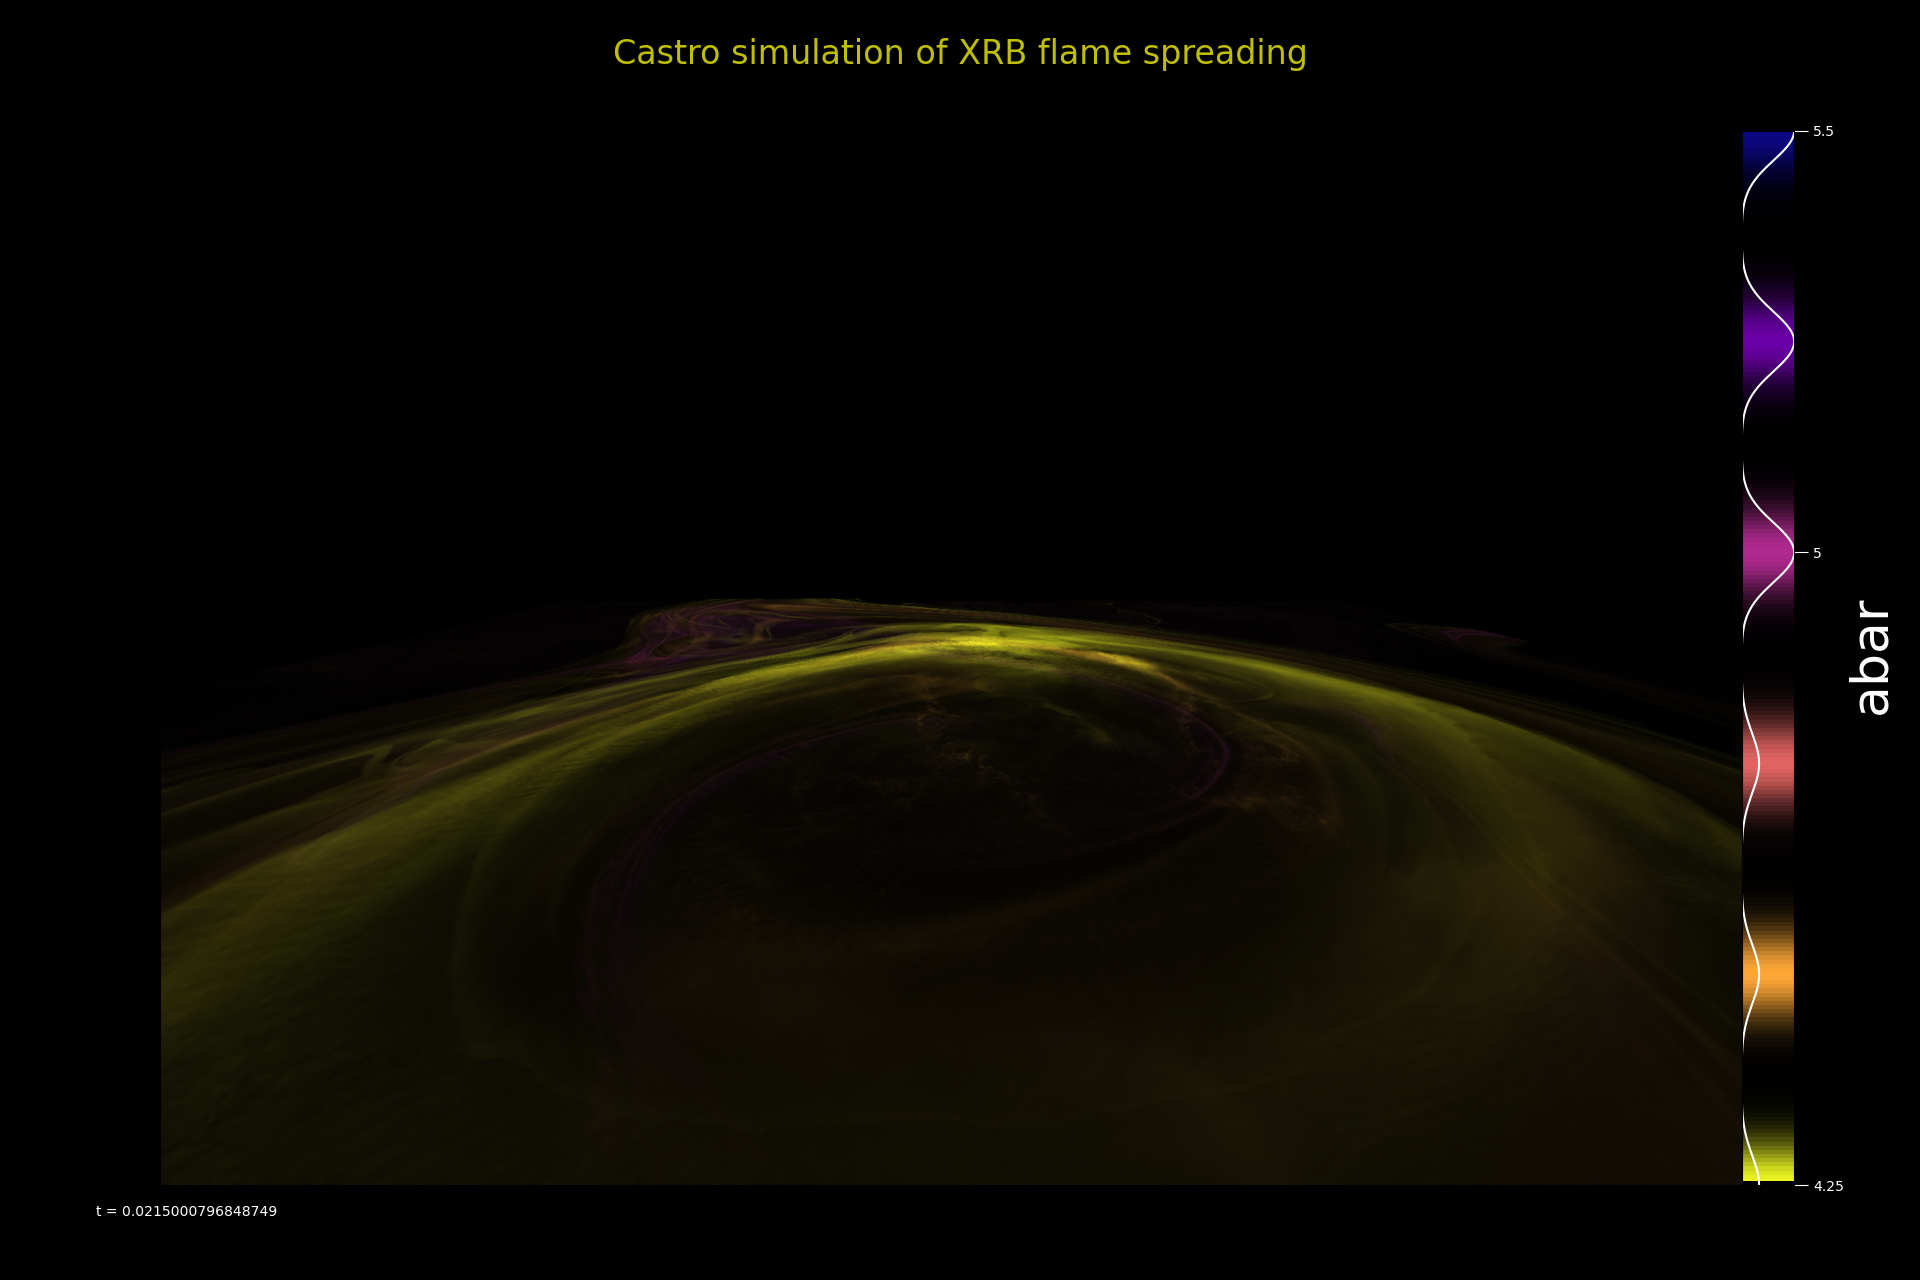 Castro simulation of XRB flame spreading
5.5
5
abar
4.25
t = 0.0215000796848749